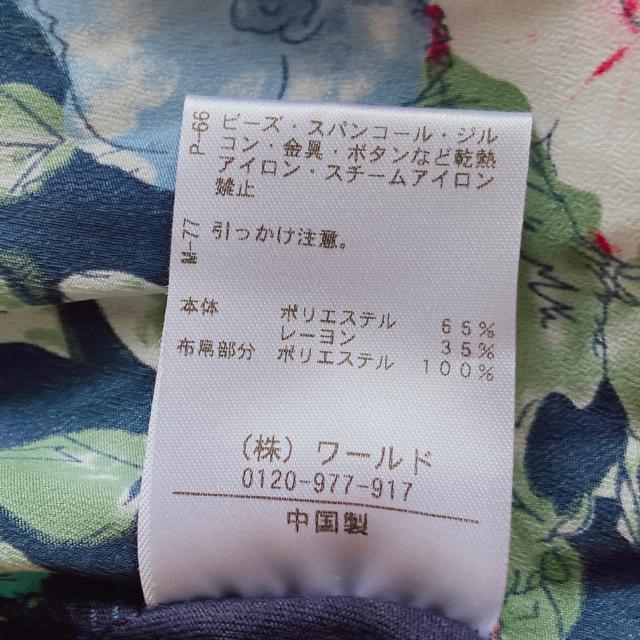 P-66 ビーズ・スパンコール・ジル
コン・金具・ボタンなど乾熱
アイロン・スチームアイロン
禁止
M-77 引っかけ注意。
本体 ポリエステル 65%
レーヨン 35%
布帛部分 ポリエステル 100%
(株) ワールド
0120-977-917
中国製